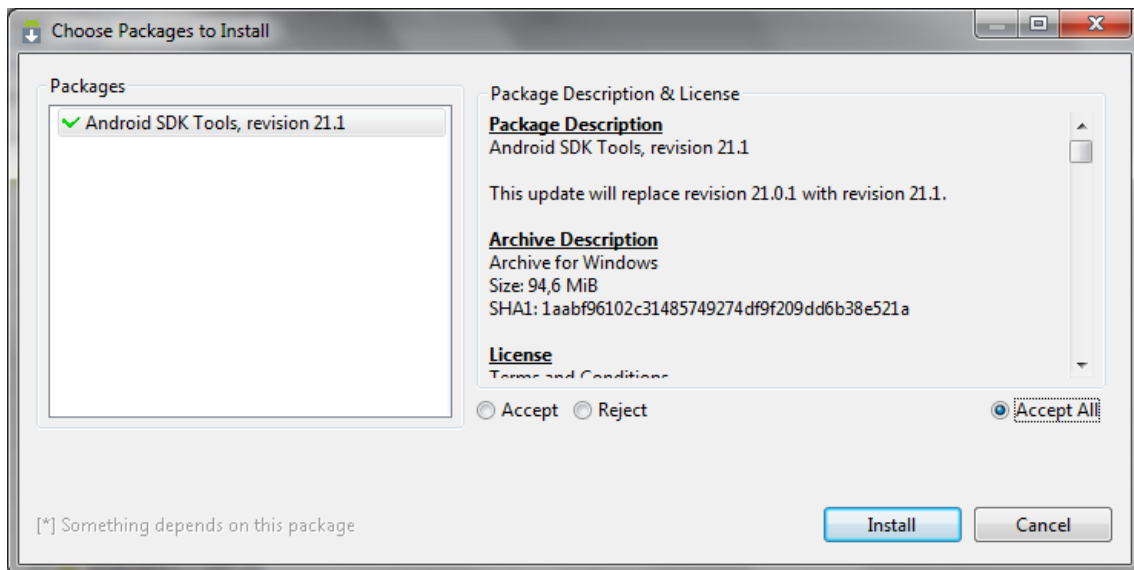 Choose Packages to Install
Packages
Android SDK Tools, revision 21.1
Package Description & License
Package Description
Android SDK Tools, revision 21.1
This update will replace revision 21.0.1 with revision 21.1.
Archive Description
Archive for Windows
Size: 94,6 MiB
SHA1: 1aabf96102c31485749274df9f209dd6b38e521a
License
Terms and Conditions
Accept
Reject
Accept All
[*] Something depends on this package
Install
Cancel